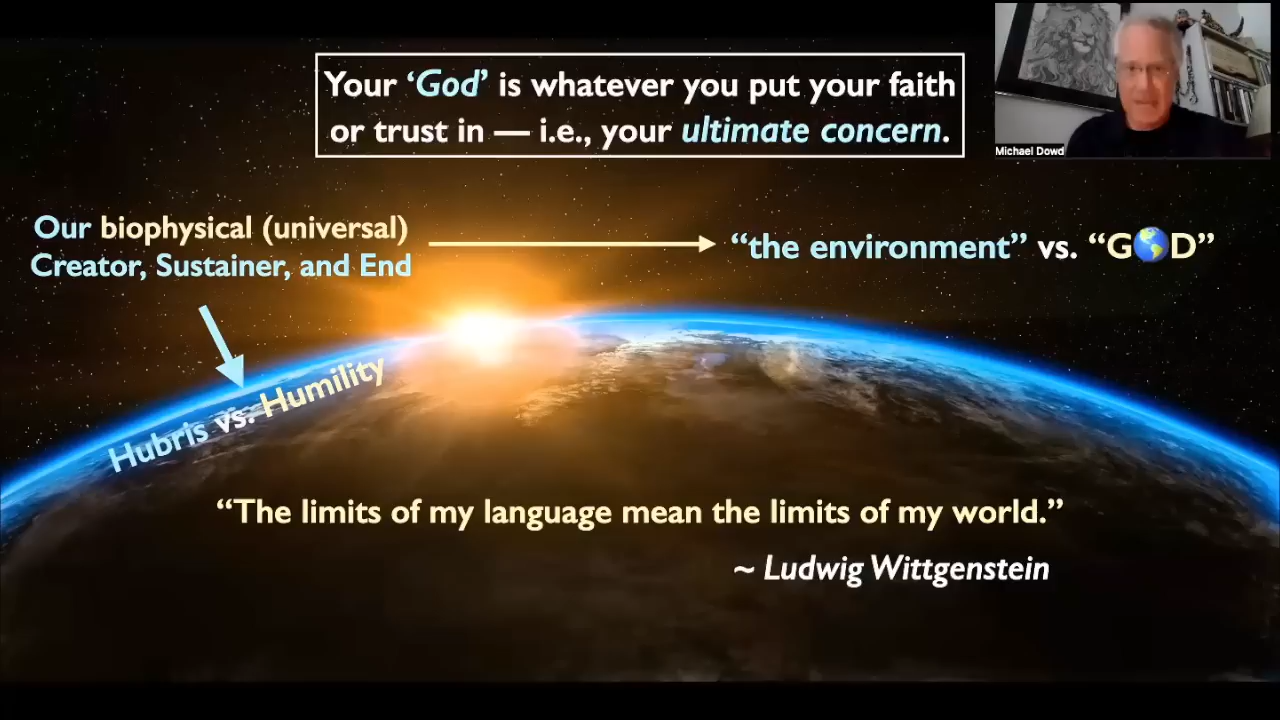 Your ‘God’ is whatever you put your faith
or trust in — i.e., your ultimate concern.
Michael Dowd
Our biophysical (universal)
Creator, Sustainer, and End
“the environment” vs. “G🌎D”
Hubris vs. Humility
“The limits of my language mean the limits of my world.”
~ Ludwig Wittgenstein